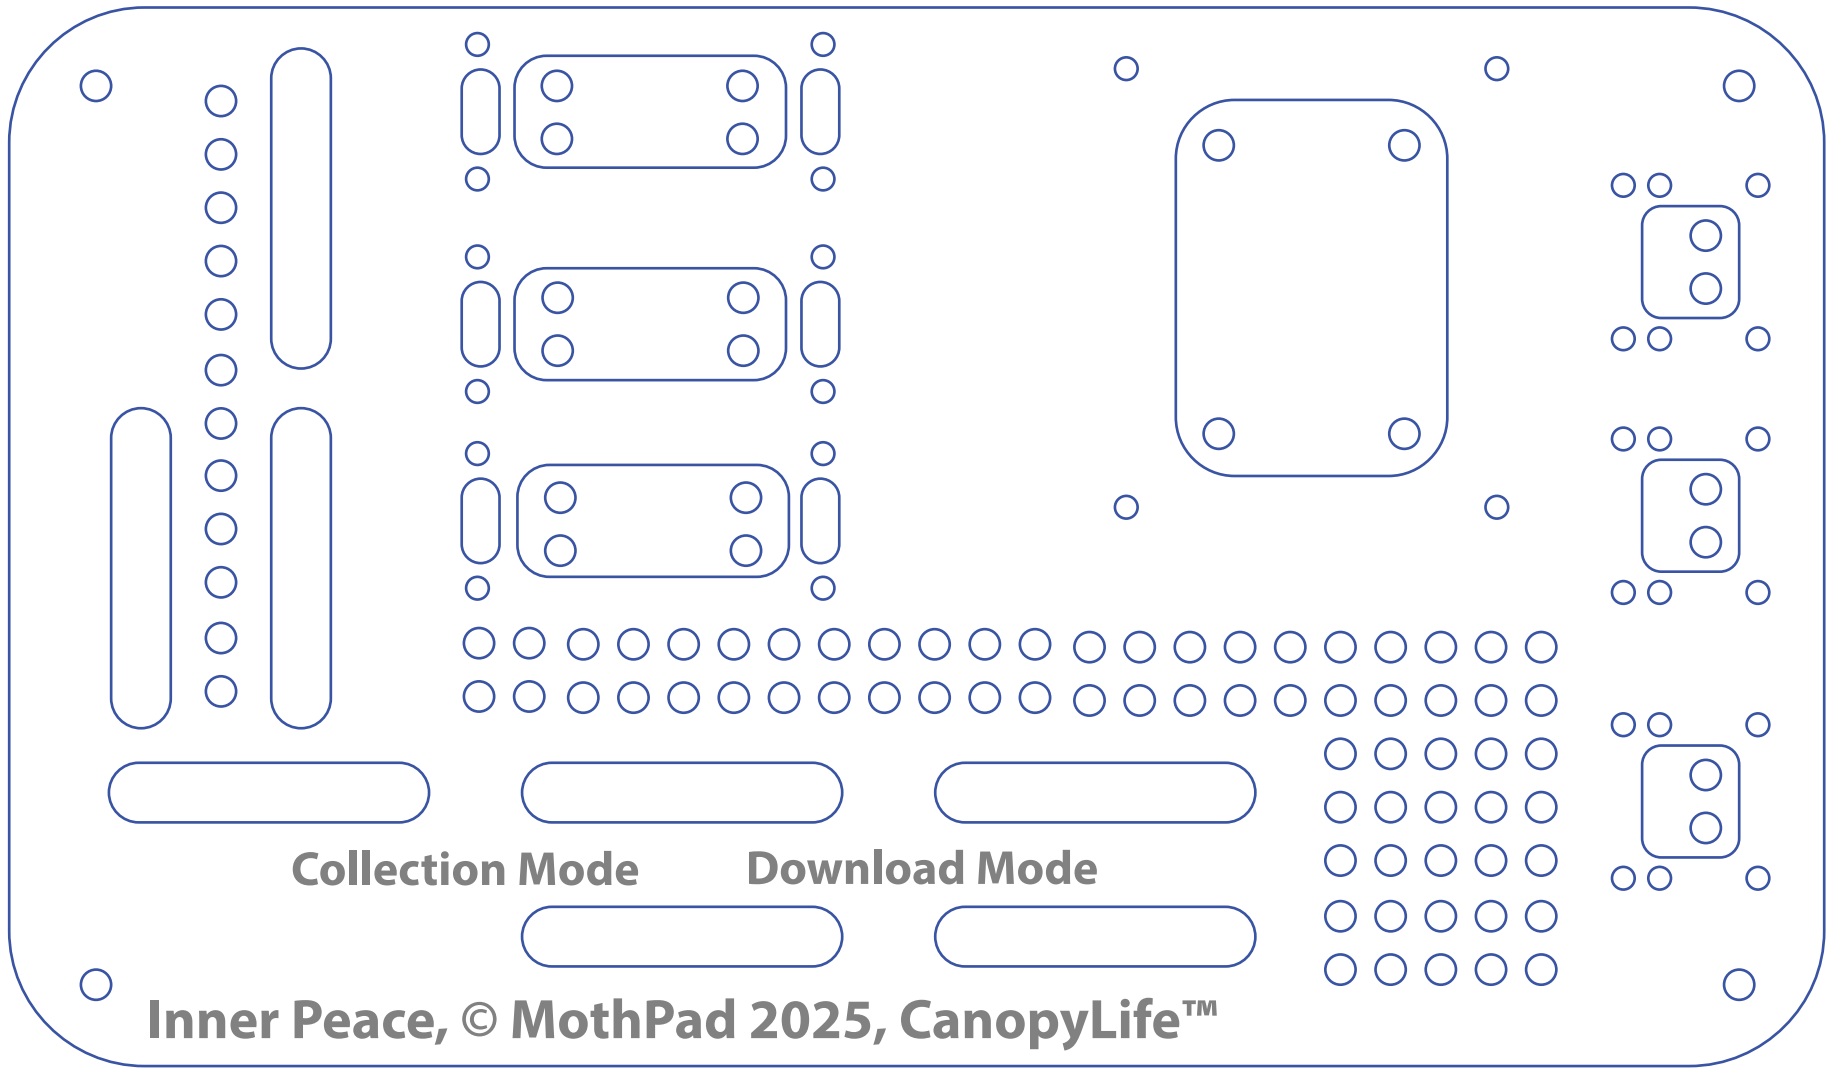 Collection Mode
Download Mode
Inner Peace, © MothPad 2025, CanopyLife™